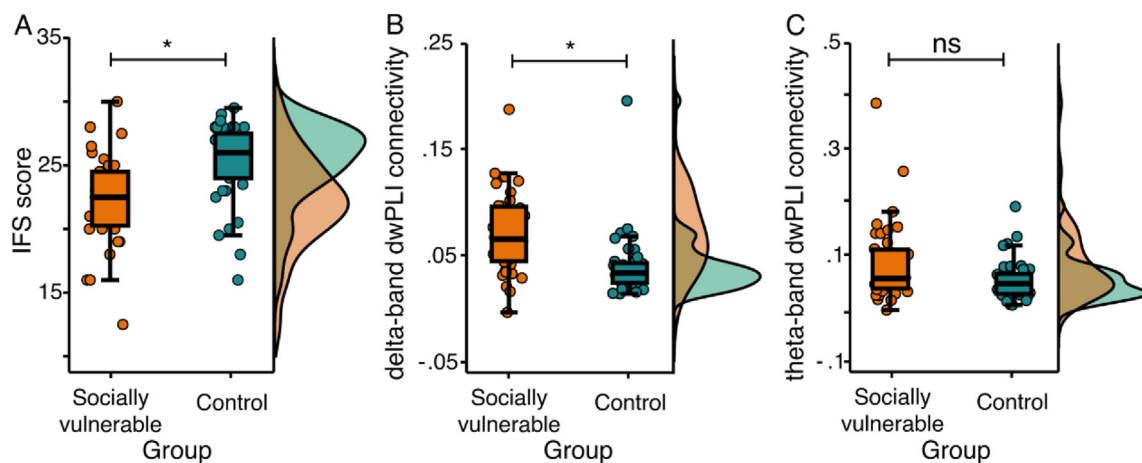 A
IFS score
35
25
15
*
Socially
vulnerable
Control
Group
B
delta-band dwPLI connectivity
.25
.15
.05
-.05
*
Socially
vulnerable
Control
Group
C
theta-band dwPLI connectivity
.5
.3
.1
-.1
ns
Socially
vulnerable
Control
Group